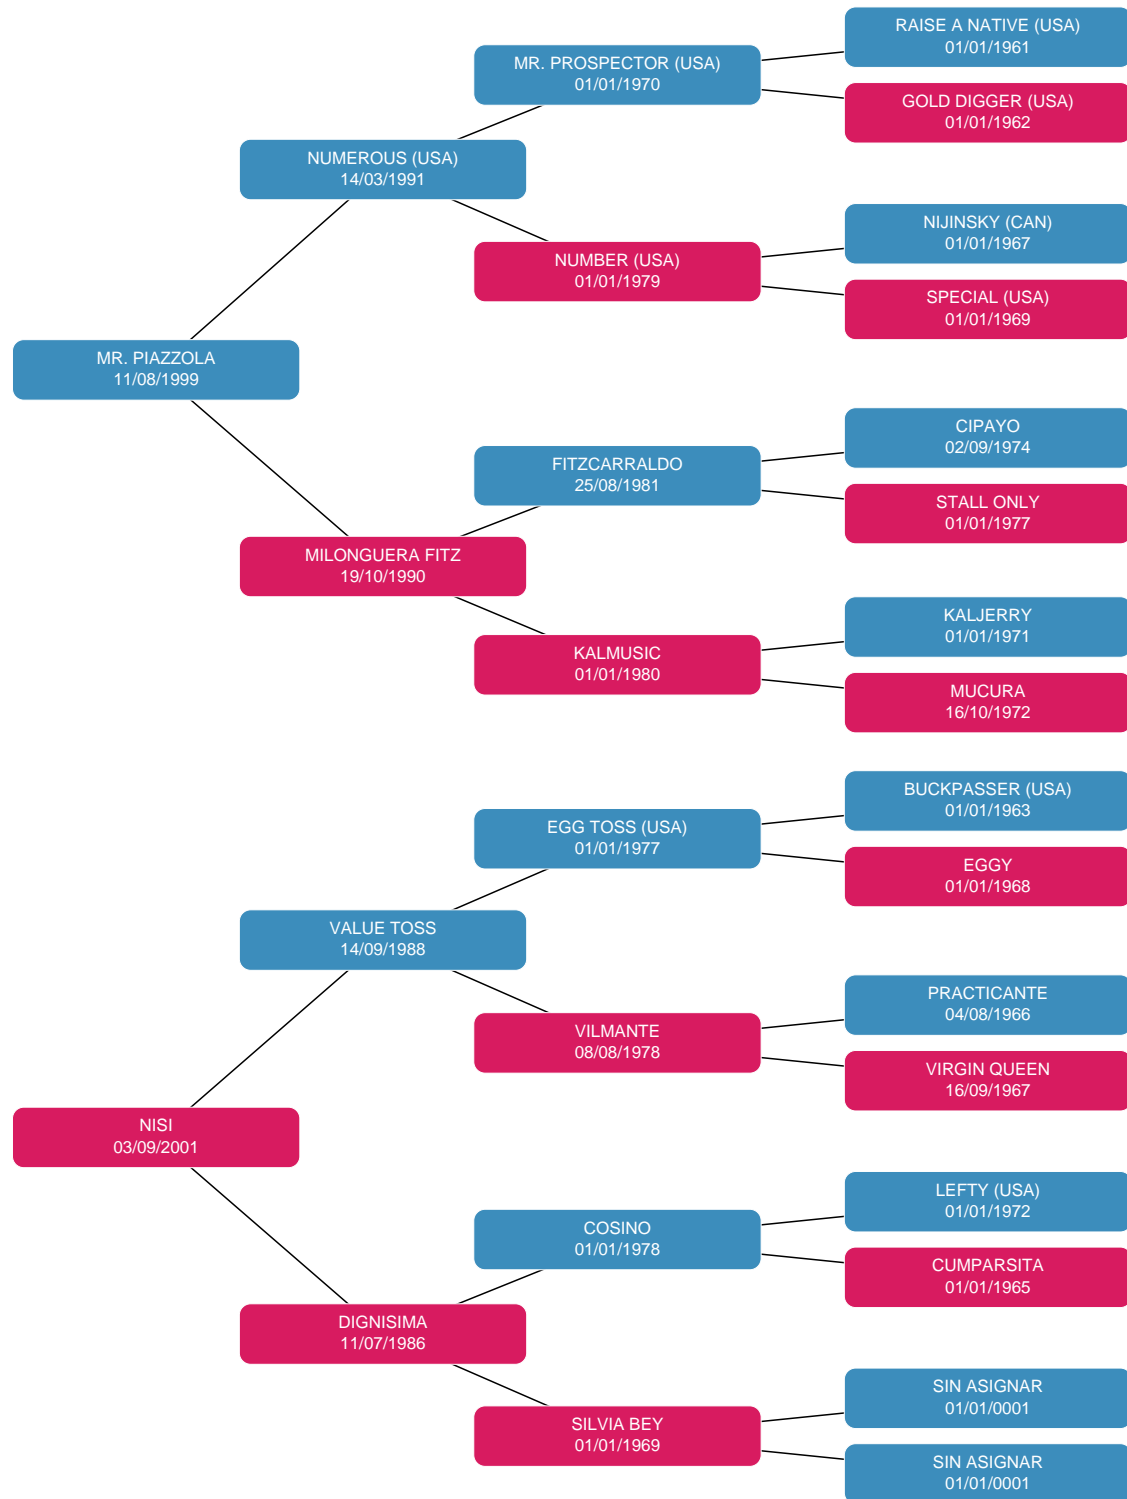 RAISE A NATIVE (USA)
01/01/1961
MR. PROSPECTOR (USA)
01/01/1970
GOLD DIGGER (USA)
01/01/1962
NUMEROUS (USA)
14/03/1991
NIJINSKY (CAN)
01/01/1967
NUMBER (USA)
01/01/1979
SPECIAL (USA)
01/01/1969
MR. PIAZZOLA
11/08/1999
CIPAYO
02/09/1974
FITZCARRALDO
25/08/1981
STALL ONLY
01/01/1977
MILONGUERA FITZ
19/10/1990
KALJERRY
01/01/1971
KALMUSIC
01/01/1980
MUCURA
16/10/1972
BUCKPASSER (USA)
01/01/1963
EGG TOSS (USA)
01/01/1977
EGGY
01/01/1968
VALUE TOSS
14/09/1988
PRACTICANTE
04/08/1966
VILMANTE
08/08/1978
VIRGIN QUEEN
16/09/1967
NISI
03/09/2001
LEFTY (USA)
01/01/1972
COSINO
01/01/1978
CUMPARSITA
01/01/1965
DIGNISIMA
11/07/1986
SIN ASIGNAR
01/01/0001
SILVIA BEY
01/01/1969
SIN ASIGNAR
01/01/0001